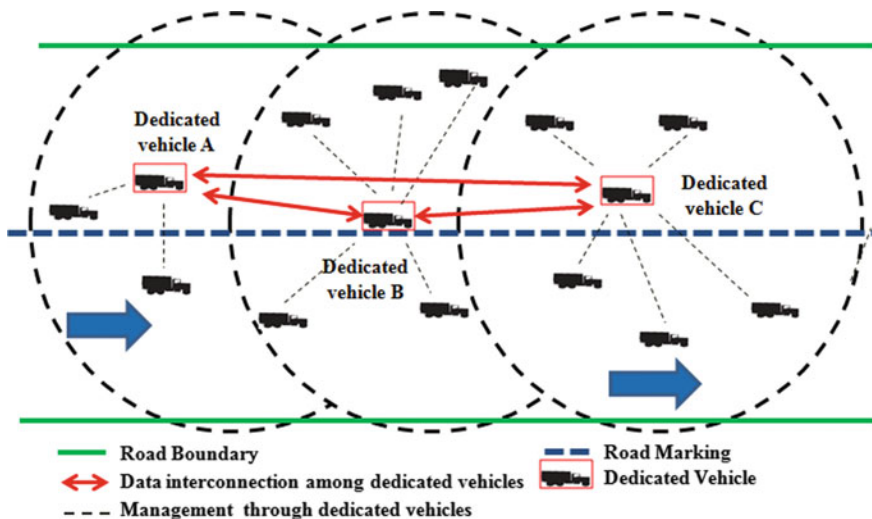 Dedicated
vehicle A
Dedicated
vehicle C
Dedicated
vehicle B
Road Boundary
Road Marking
Data interconnection among dedicated vehicles
Dedicated Vehicle
Management through dedicated vehicles